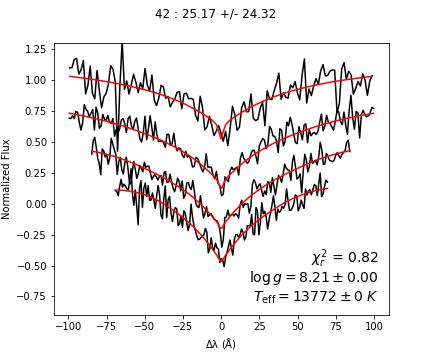 42 : 25.17 +/- 24.32
Normalized Flux
1.25
1.00
0.75
0.50
0.25
0.00
−0.25
−0.50
−0.75
χ²ᵣ = 0.82
log g = 8.21 ± 0.00
T_eff = 13772 ± 0 K
−100 −75 −50 −25 0 25 50 75 100
Δλ (Å)